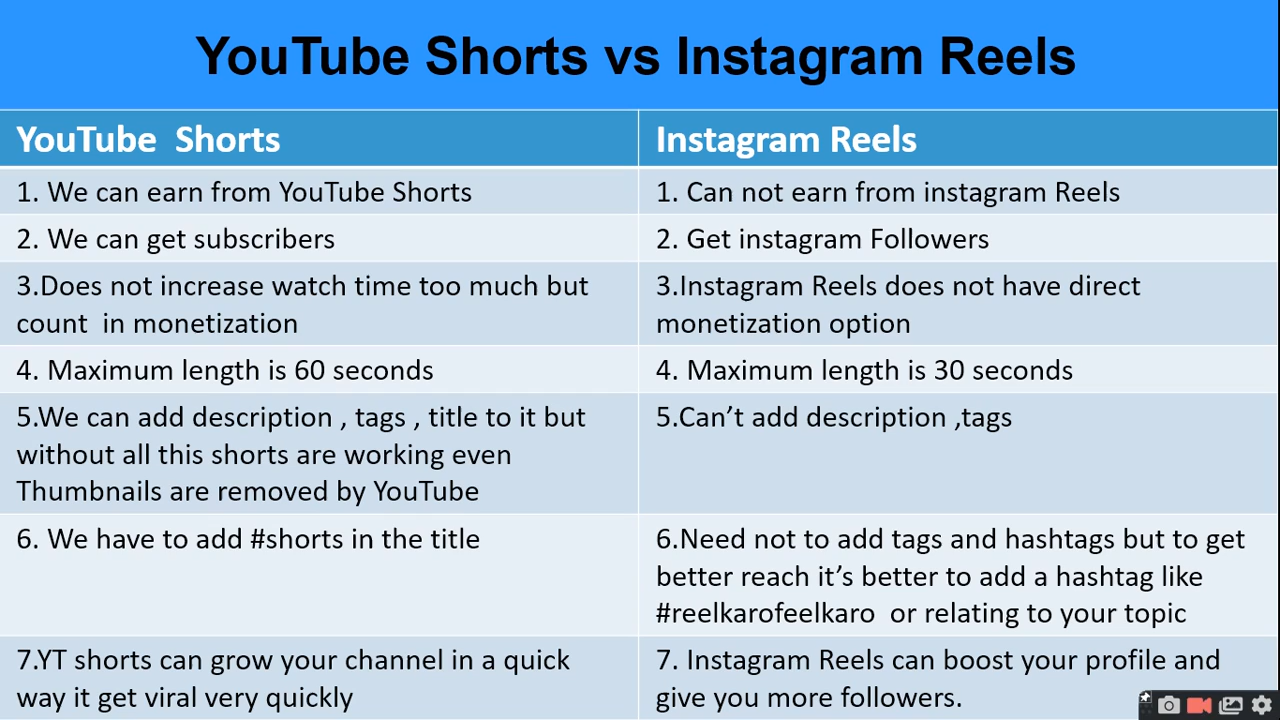 YouTube Shorts vs Instagram Reels
YouTube  Shorts
Instagram Reels
1. We can earn from YouTube Shorts
1. Can not earn from instagram Reels
2. We can get subscribers
2. Get instagram Followers
3.Does not increase watch time too much but
count  in monetization
3.Instagram Reels does not have direct
monetization option
4. Maximum length is 60 seconds
4. Maximum length is 30 seconds
5.We can add description , tags , title to it but
without all this shorts are working even
Thumbnails are removed by YouTube
5.Can’t add description ,tags
6. We have to add #shorts in the title
6.Need not to add tags and hashtags but to get
better reach it’s better to add a hashtag like
#reelkarofeelkaro  or relating to your topic
7.YT shorts can grow your channel in a quick
way it get viral very quickly
7. Instagram Reels can boost your profile and
give you more followers.